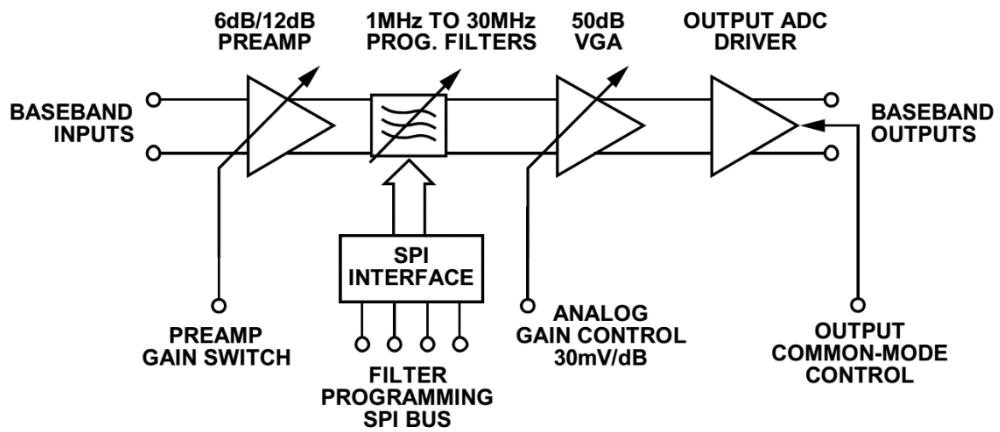 6dB/12dB
PREAMP
1MHz TO 30MHz
PROG. FILTERS
50dB
VGA
OUTPUT ADC
DRIVER
BASEBAND
INPUTS
BASEBAND
OUTPUTS
SPI
INTERFACE
PREAMP
GAIN SWITCH
FILTER
PROGRAMMING
SPI BUS
ANALOG
GAIN CONTROL
30mV/dB
OUTPUT
COMMON-MODE
CONTROL